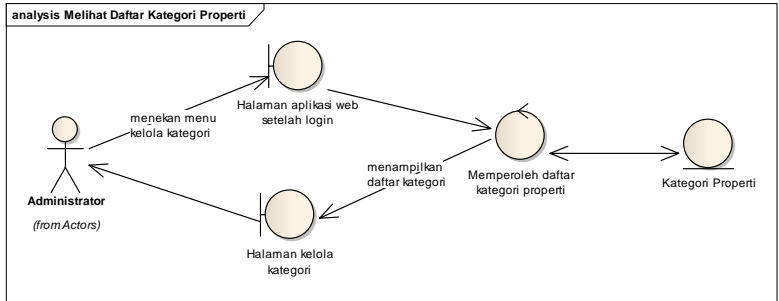 analysis Melihat Daftar Kategori Properti
Halaman aplikasi web
setelah login
menekan menu
kelola kategori
menampilkan
daftar kategori
Memperoleh daftar
kategori properti
Kategori Properti
Administrator
(from Actors)
Halaman kelola
kategori